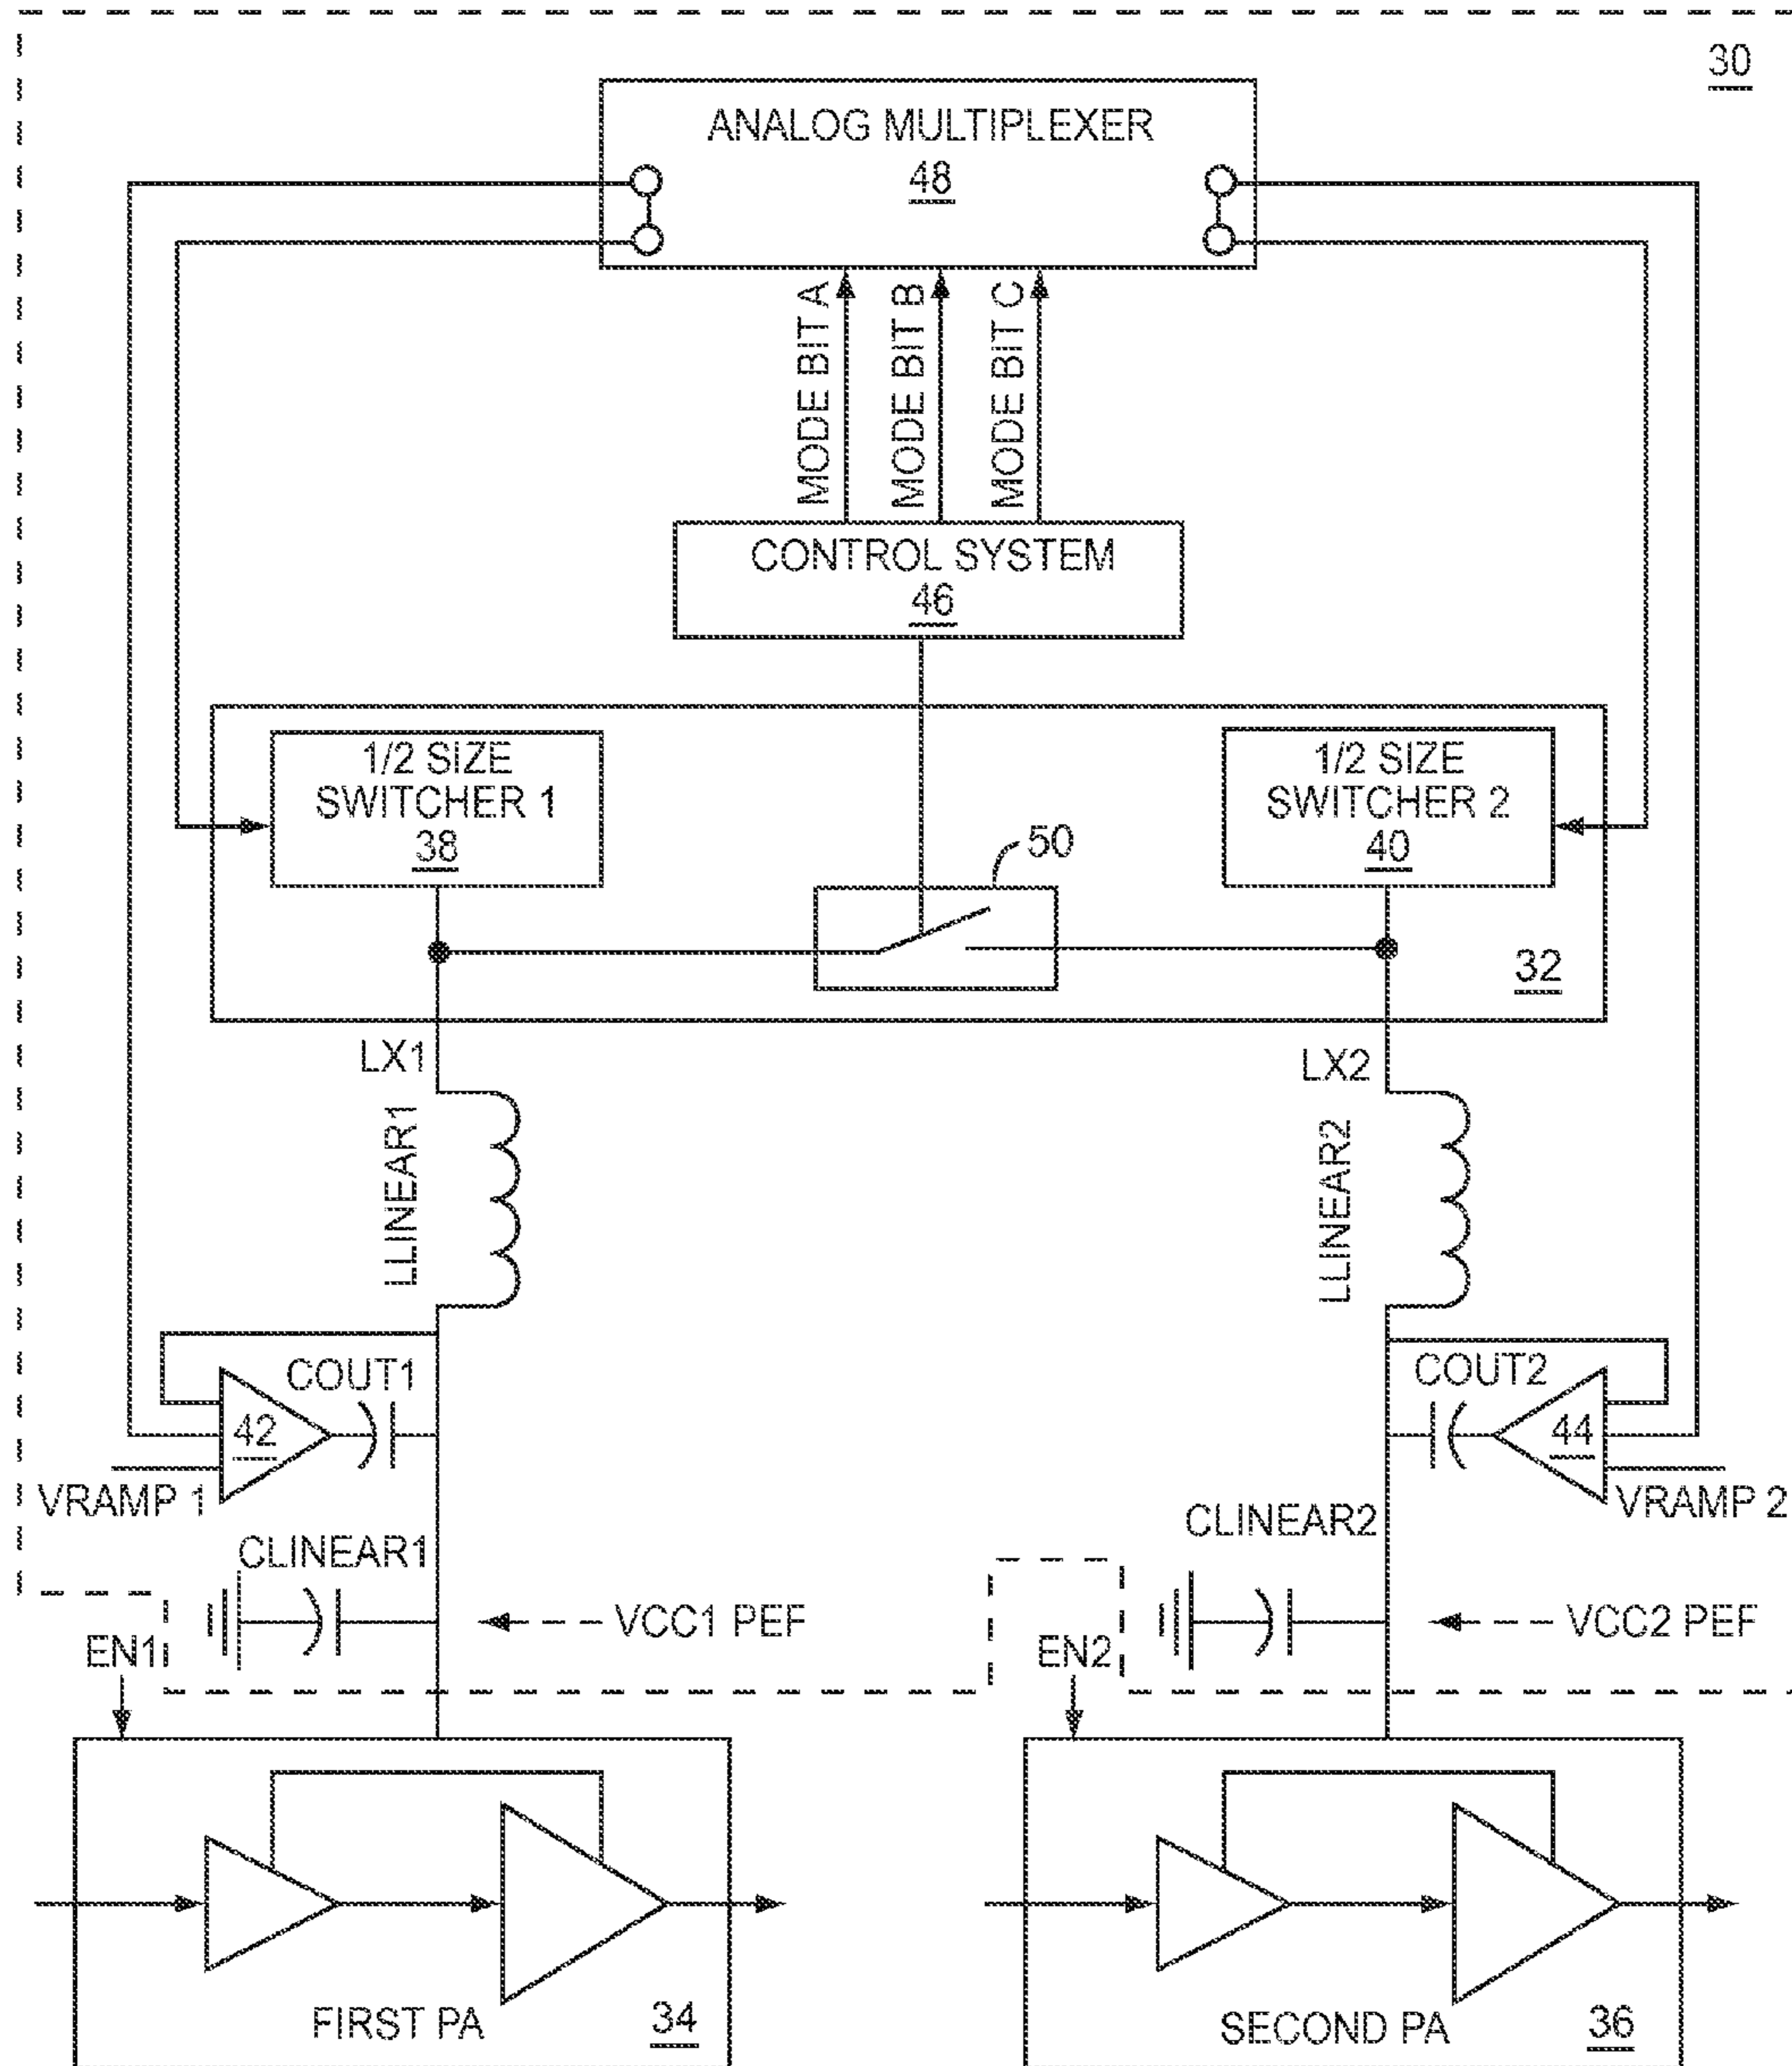 30
ANALOG MULTIPLEXER
48
MODE BIT A
MODE BIT B
MODE BIT C
CONTROL SYSTEM
46
1/2 SIZE
SWITCHER 1
38
1/2 SIZE
SWITCHER 2
40
50
32
LX1
LX2
LLINEAR1
LLINEAR2
COUT1
COUT2
42
44
VRAMP 1
VRAMP 2
CLINEAR1
CLINEAR2
VCC1 PEF
VCC2 PEF
EN1
EN2
FIRST PA
34
SECOND PA
36